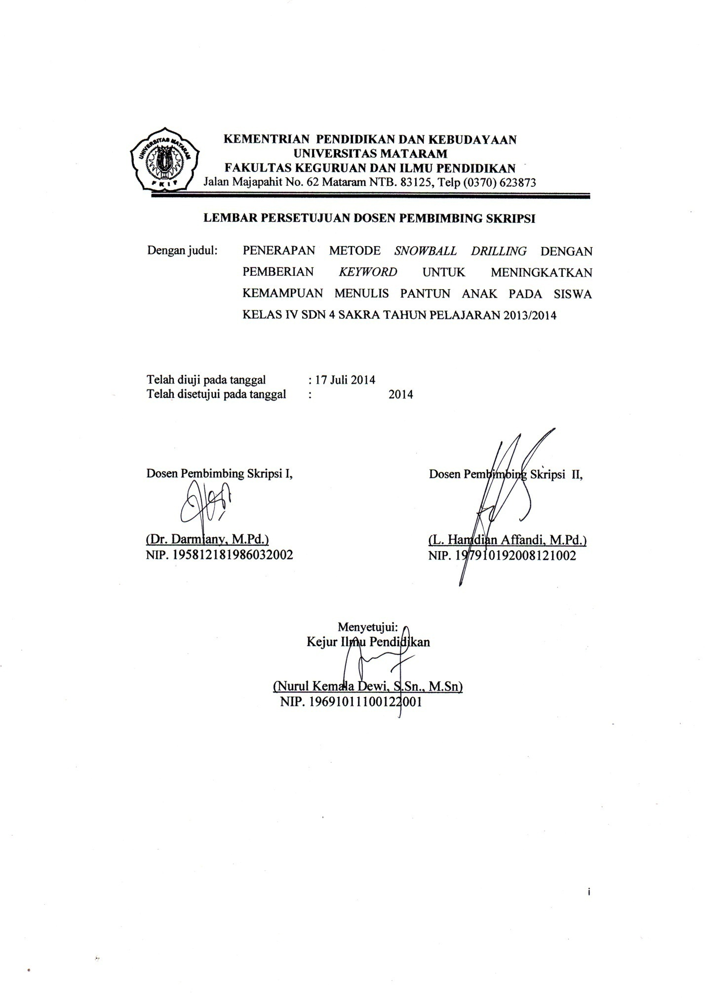 UNIVERSITAS MATARAM
FKIP
KEMENTRIAN PENDIDIKAN DAN KEBUDAYAAN
UNIVERSITAS MATARAM
FAKULTAS KEGURUAN DAN ILMU PENDIDIKAN
Jalan Majapahit No. 62 Mataram NTB. 83125, Telp (0370) 623873
LEMBAR PERSETUJUAN DOSEN PEMBIMBING SKRIPSI
Dengan judul: PENERAPAN METODE SNOWBALL DRILLING DENGAN
PEMBERIAN KEYWORD UNTUK MENINGKATKAN
KEMAMPUAN MENULIS PANTUN ANAK PADA SISWA
KELAS IV SDN 4 SAKRA TAHUN PELAJARAN 2013/2014
Telah diuji pada tanggal : 17 Juli 2014
Telah disetujui pada tanggal : 2014
Dosen Pembimbing Skripsi I, Dosen Pembimbing Skripsi II,
(Dr. Darmiany, M.Pd.) (L. Hamdian Affandi, M.Pd.)
NIP. 195812181986032002 NIP. 197910192008121002
Menyetujui:
Kejur Ilmu Pendidikan
(Nurul Kemala Dewi, S.Sn., M.Sn)
NIP. 19691011100122001
i